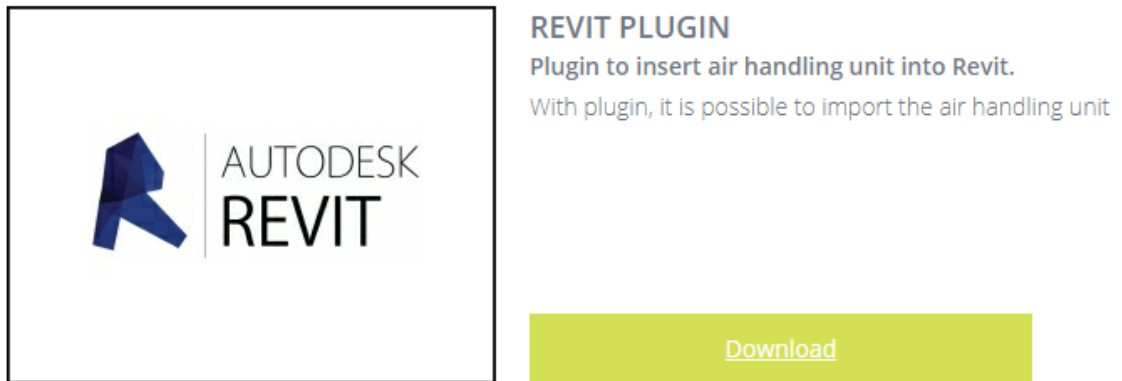 AUTODESK
REVIT
REVIT PLUGIN
Plugin to insert air handling unit into Revit.
With plugin, it is possible to import the air handling unit
Download